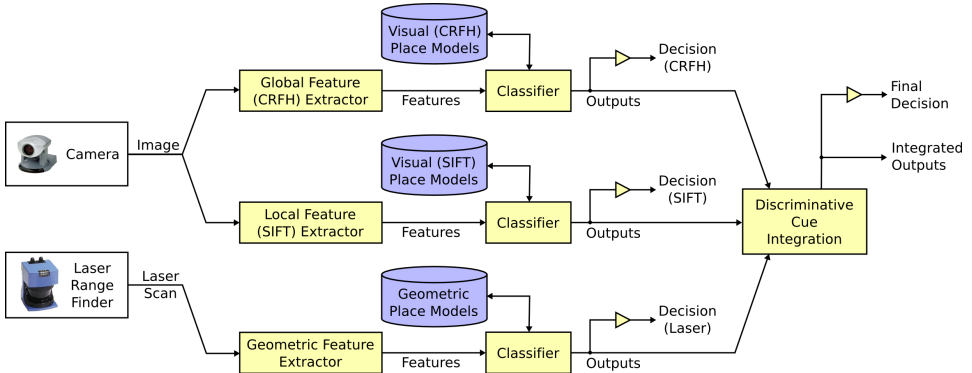 Visual (CRFH)
Place Models
Decision
(CRFH)
Global Feature
(CRFH) Extractor
Features
Classifier
Outputs
Final
Decision
Camera
Image
Integrated
Outputs
Visual (SIFT)
Place Models
Decision
(SIFT)
Local Feature
(SIFT) Extractor
Features
Classifier
Outputs
Discriminative
Cue
Integration
Laser
Range
Finder
Laser
Scan
Geometric
Place Models
Decision
(Laser)
Geometric Feature
Extractor
Features
Classifier
Outputs